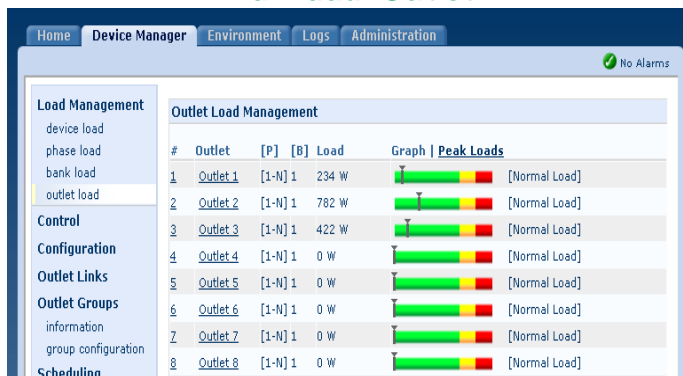 Home Device Manager Environment Logs Administration
No Alarms
Load Management
device load
phase load
bank load
outlet load
Control
Configuration
Outlet Links
Outlet Groups
information
group configuration
Scheduling
Outlet Load Management
# Outlet [P] [B] Load Graph | Peak Loads
1 Outlet 1 [1-N] 1 234 W [Normal Load]
2 Outlet 2 [1-N] 1 782 W [Normal Load]
3 Outlet 3 [1-N] 1 422 W [Normal Load]
4 Outlet 4 [1-N] 1 0 W [Normal Load]
5 Outlet 5 [1-N] 1 0 W [Normal Load]
6 Outlet 6 [1-N] 1 0 W [Normal Load]
7 Outlet 7 [1-N] 1 0 W [Normal Load]
8 Outlet 8 [1-N] 1 0 W [Normal Load]